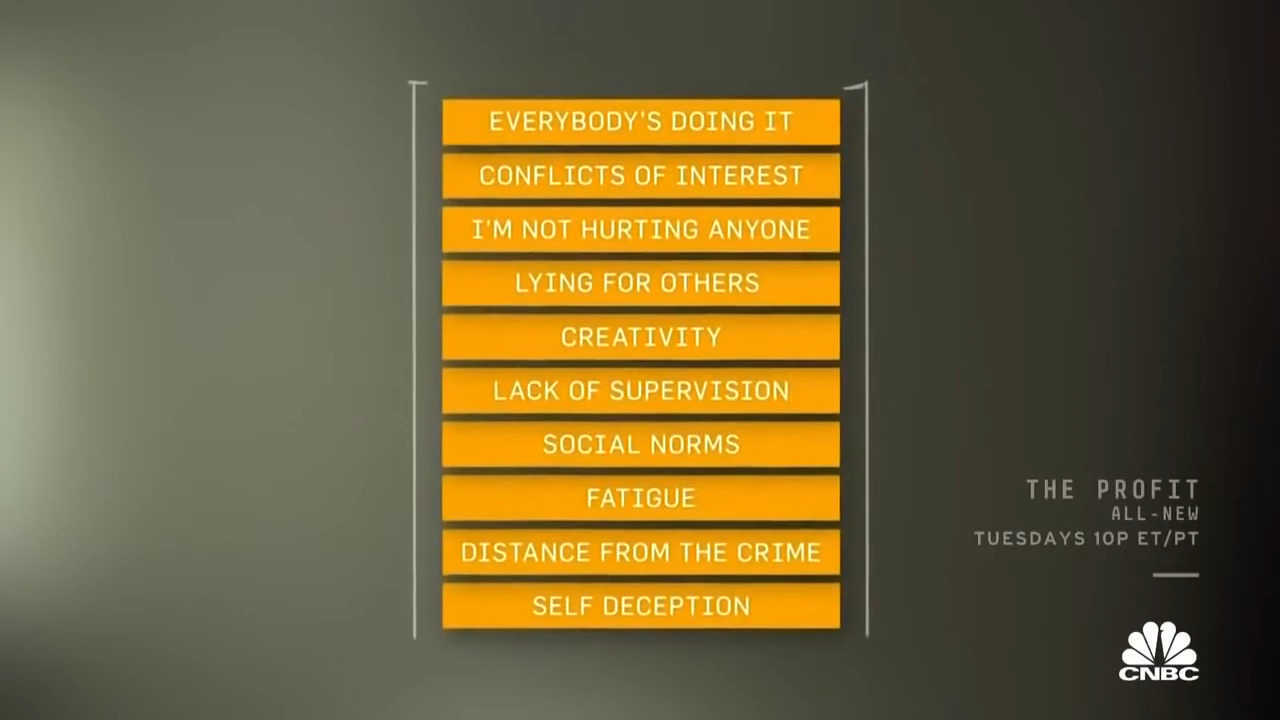 EVERYBODY'S DOING IT
CONFLICTS OF INTEREST
I'M NOT HURTING ANYONE
LYING FOR OTHERS
CREATIVITY
LACK OF SUPERVISION
SOCIAL NORMS
FATIGUE
DISTANCE FROM THE CRIME
SELF DECEPTION
THE PROFIT
ALL-NEW
TUESDAYS 10P ET/PT
CNBC